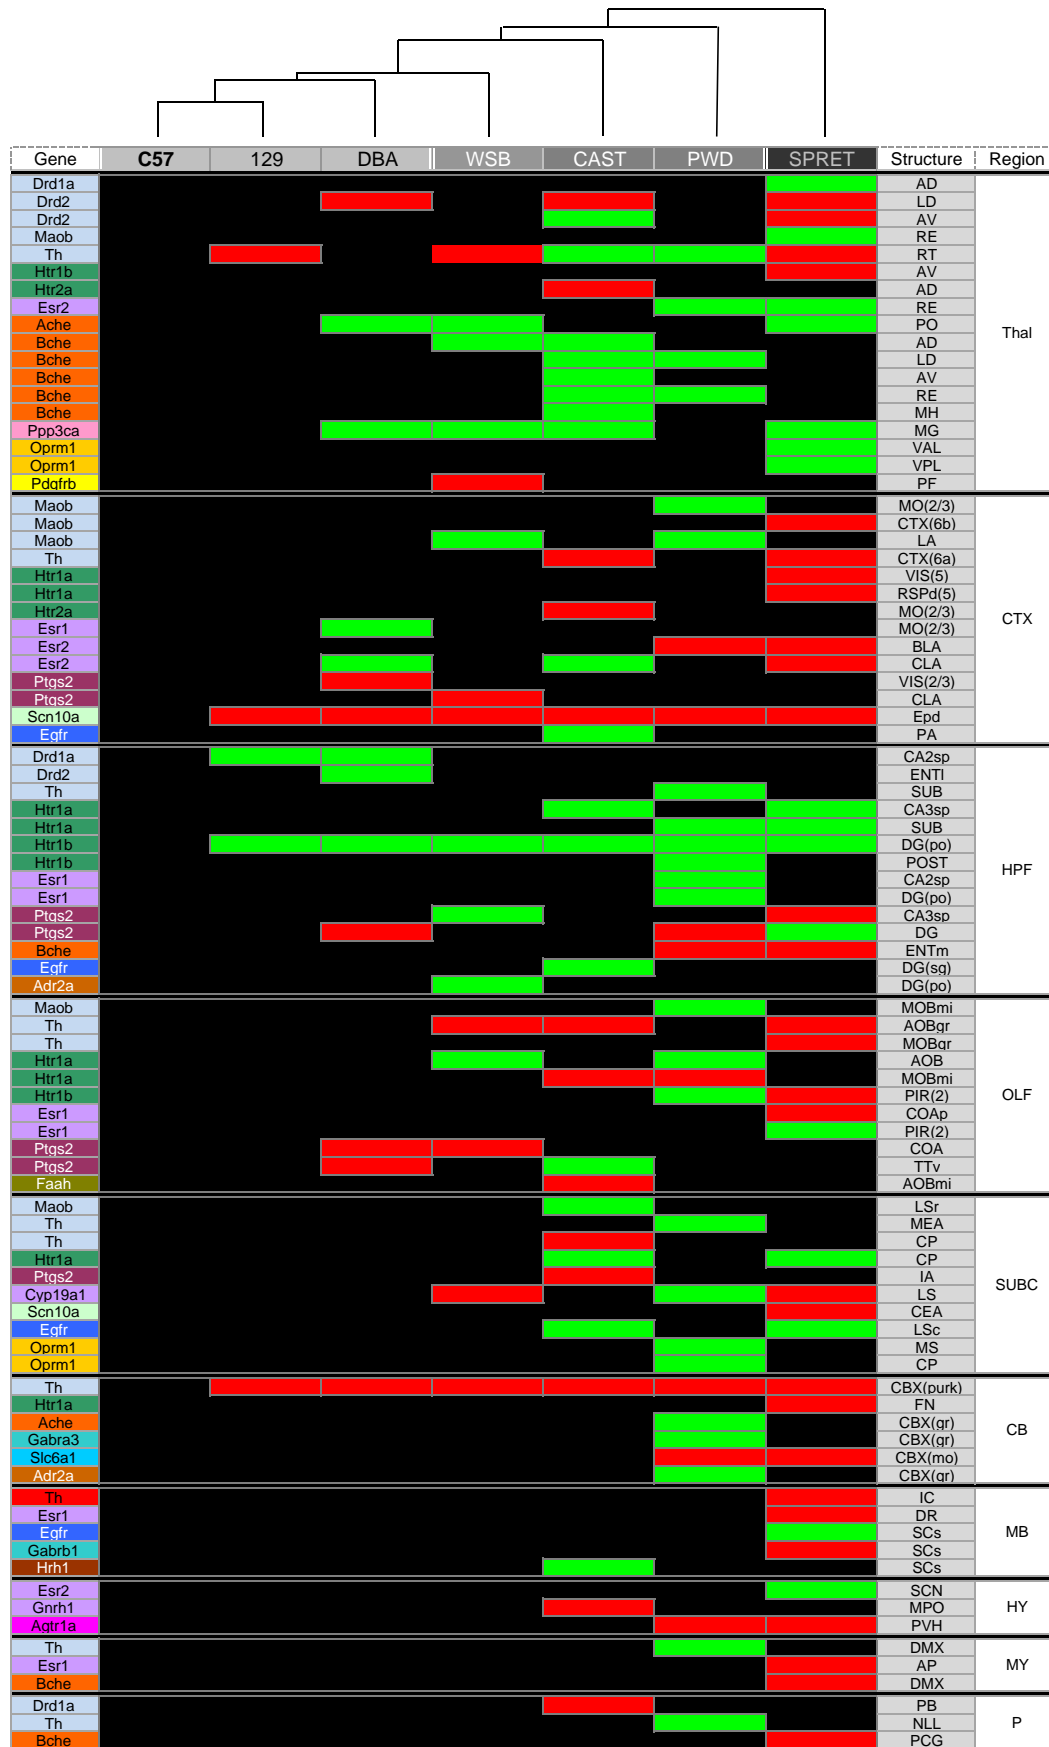 Gene C57 129 DBA WSB CAST PWD SPRET Structure Region
Drd1a AD
Drd2 LD
Drd2 AV
Maob RE
Th RT
Htr1b AV
Htr2a AD
Esr2 RE
Ache PO
Thal
Bche AD
Bche LD
Bche AV
Bche RE
Bche MH
Ppp3ca MG
Oprm1 VAL
Oprm1 VPL
Pdgfrb PF
Maob MO(2/3)
Maob CTX(6b)
Maob LA
Th CTX(6a)
Htr1a VIS(5)
Htr1a RSPd(5)
Htr2a MO(2/3)
CTX
Esr1 MO(2/3)
Esr2 BLA
Esr2 CLA
Ptgs2 VIS(2/3)
Ptgs2 CLA
Scn10a Epd
Egfr PA
Drd1a CA2sp
Drd2 ENTl
Th SUB
Htr1a CA3sp
Htr1a SUB
Htr1b DG(po)
Htr1b POST
HPF
Esr1 CA2sp
Esr1 DG(po)
Ptgs2 CA3sp
Ptgs2 DG
Bche ENTm
Egfr DG(sg)
Adr2a DG(po)
Maob MOBmi
Th AOBgr
Th MOBgr
Htr1a AOB
Htr1a MOBmi
Htr1b PIR(2) OLF
Esr1 COAp
Esr1 PIR(2)
Ptgs2 COA
Ptgs2 TTv
Faah AOBmi
Maob LSr
Th MEA
Th CP
Htr1a CP
Ptgs2 IA
SUBC
Cyp19a1 LS
Scn10a CEA
Egfr LSc
Oprm1 MS
Oprm1 CP
Th CBX(purk)
Htr1a FN
Ache CBX(gr)
CB
Gabra3 CBX(gr)
Slc6a1 CBX(mo)
Adr2a CBX(gr)
Th IC
Esr1 DR
Egfr SCs MB
Gabrb1 SCs
Hrh1 SCs
Esr2 SCN
Gnrh1 MPO HY
Agtr1a PVH
Th DMX
Esr1 AP MY
Bche DMX
Drd1a PB
Th NLL P
Bche PCG